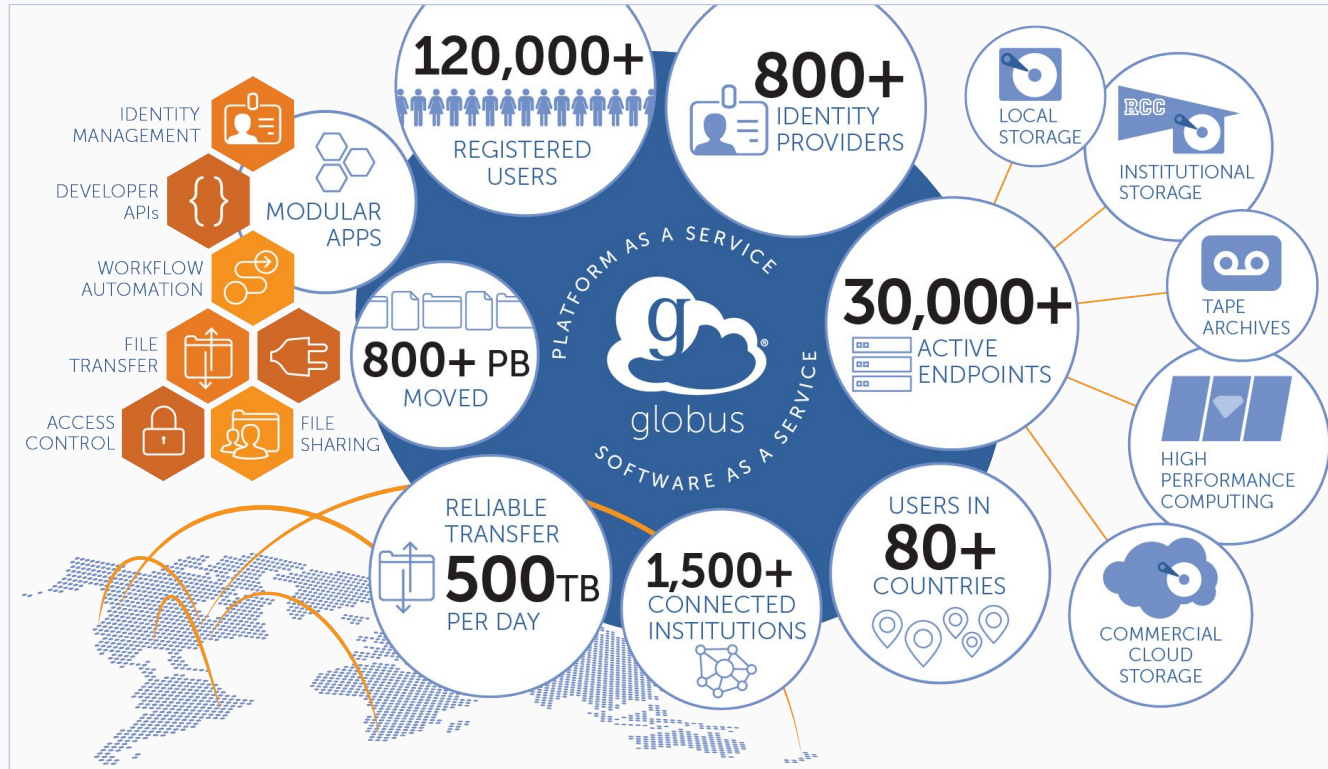 120,000+
REGISTERED
USERS
800+
IDENTITY
PROVIDERS
LOCAL
STORAGE
RCC
INSTITUTIONAL
STORAGE
IDENTITY
MANAGEMENT
DEVELOPER
APIs
{}
MODULAR
APPS
WORKFLOW
AUTOMATION
FILE
TRANSFER
ACCESS
CONTROL
FILE
SHARING
800+ PB
MOVED
PLATFORM AS A SERVICE
g
®
globus
SOFTWARE AS A SERVICE
30,000+
ACTIVE
ENDPOINTS
TAPE
ARCHIVES
HIGH
PERFORMANCE
COMPUTING
RELIABLE
TRANSFER
500TB
PER DAY
1,500+
CONNECTED
INSTITUTIONS
USERS IN
80+
COUNTRIES
COMMERCIAL
CLOUD
STORAGE